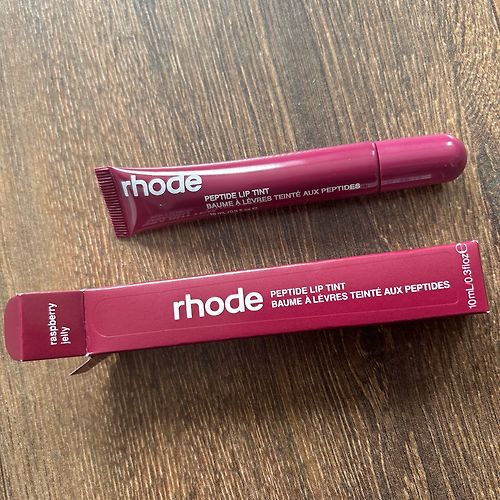 rhode
PEPTIDE LIP TINT
BAUME À LÈVRES TEINTÉ AUX PEPTIDES
rhode
PEPTIDE LIP TINT
BAUME À LÈVRES TEINTÉ AUX PEPTIDES
10mL/0.3floz℮
raspberry
jelly